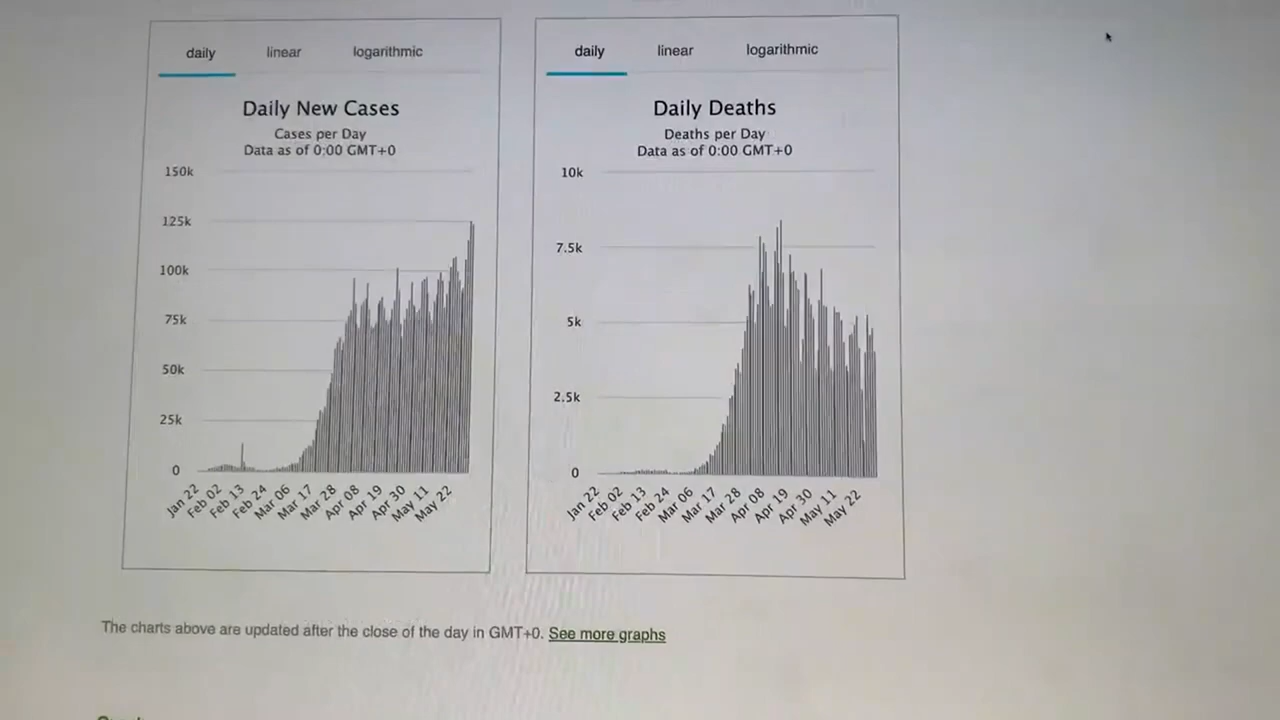 daily linear logarithmic
Daily New Cases
Cases per Day
Data as of 0:00 GMT+0
150k
125k
100k
75k
50k
25k
0
Jan 22
Feb 02
Feb 13
Feb 24
Mar 06
Mar 17
Mar 28
Apr 08
Apr 19
Apr 30
May 11
May 22
daily linear logarithmic
Daily Deaths
Deaths per Day
Data as of 0:00 GMT+0
10k
7.5k
5k
2.5k
0
Jan 22
Feb 02
Feb 13
Feb 24
Mar 06
Mar 17
Mar 28
Apr 08
Apr 19
Apr 30
May 11
May 22
The charts above are updated after the close of the day in GMT+0. See more graphs